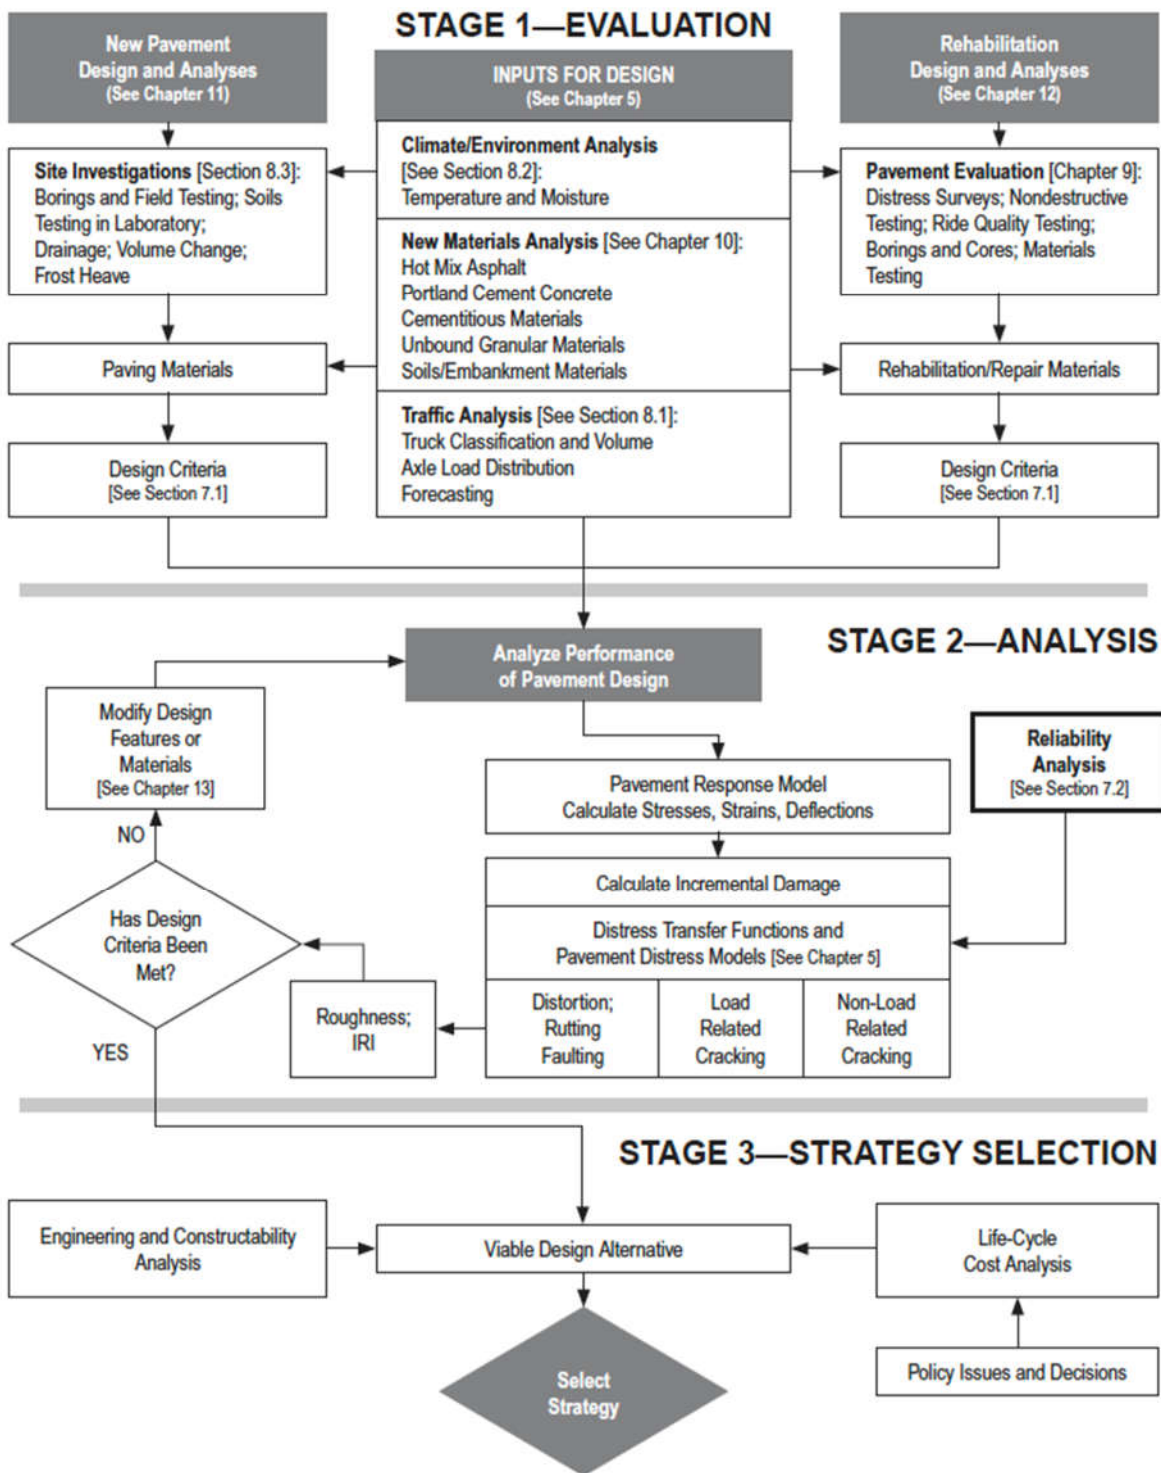 STAGE 1—EVALUATION
New Pavement
Design and Analyses
(See Chapter 11)
INPUTS FOR DESIGN
(See Chapter 5)
Rehabilitation
Design and Analyses
(See Chapter 12)
Site Investigations [Section 8.3]:
Borings and Field Testing; Soils
Testing in Laboratory;
Drainage; Volume Change;
Frost Heave
Climate/Environment Analysis
[See Section 8.2]:
Temperature and Moisture
Pavement Evaluation [Chapter 9]:
Distress Surveys; Nondestructive
Testing; Ride Quality Testing;
Borings and Cores; Materials
Testing
New Materials Analysis [See Chapter 10]:
Hot Mix Asphalt
Portland Cement Concrete
Cementitious Materials
Unbound Granular Materials
Soils/Embankment Materials
Paving Materials
Rehabilitation/Repair Materials
Traffic Analysis [See Section 8.1]:
Truck Classification and Volume
Axle Load Distribution
Forecasting
Design Criteria
[See Section 7.1]
Design Criteria
[See Section 7.1]
STAGE 2—ANALYSIS
Analyze Performance
of Pavement Design
Modify Design
Features or
Materials
[See Chapter 13]
Reliability
Analysis
[See Section 7.2]
Pavement Response Model
Calculate Stresses, Strains, Deflections
NO
Calculate Incremental Damage
Has Design
Criteria Been
Met?
Distress Transfer Functions and
Pavement Distress Models [See Chapter 5]
Distortion;
Rutting
Faulting
Load
Related
Cracking
Non-Load
Related
Cracking
Roughness;
IRI
YES
STAGE 3—STRATEGY SELECTION
Engineering and Constructability
Analysis
Viable Design Alternative
Life-Cycle
Cost Analysis
Policy Issues and Decisions
Select
Strategy